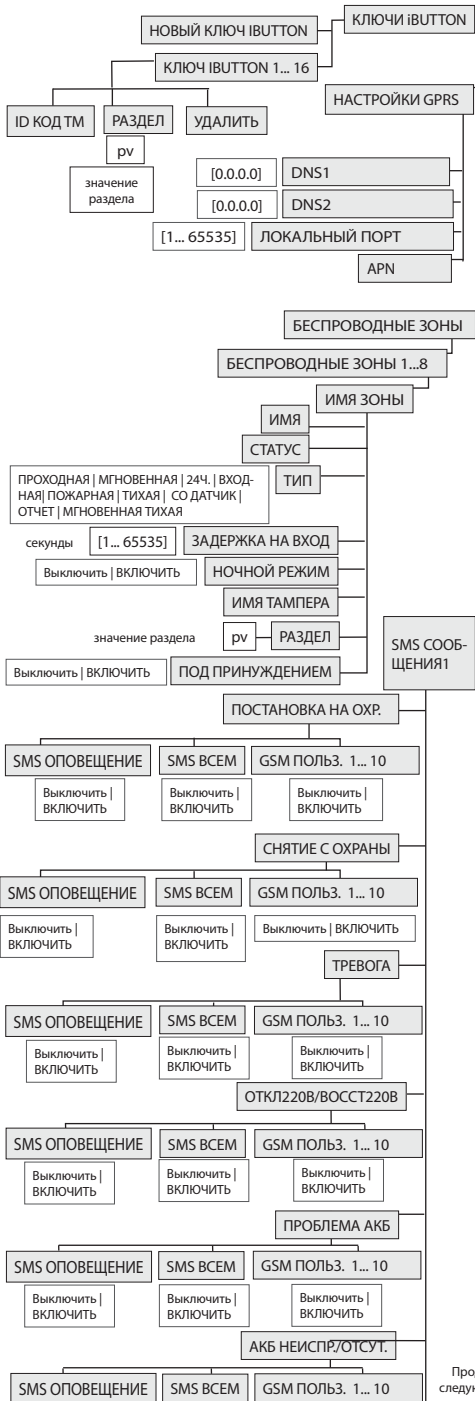 КЛЮЧИ iBUTTON
НОВЫЙ КЛЮЧ IBUTTON
КЛЮЧ IBUTTON 1... 16
НАСТРОЙКИ GPRS
ID КОД ТМ
РАЗДЕЛ
УДАЛИТЬ
pv
значение
раздела
[0.0.0.0]
DNS1
[0.0.0.0]
DNS2
[1... 65535]
ЛОКАЛЬНЫЙ ПОРТ
APN
БЕСПРОВОДНЫЕ ЗОНЫ
БЕСПРОВОДНЫЕ ЗОНЫ 1...8
ИМЯ ЗОНЫ
ИМЯ
СТАТУС
ТИП
ПРОХОДНАЯ | МГНОВЕННАЯ | 24Ч. | ВХОД-
НАЯ| ПОЖАРНАЯ | ТИХАЯ | СО ДАТЧИК |
ОТЧЕТ | МГНОВЕННАЯ ТИХАЯ
секунды
[1... 65535]
ЗАДЕРЖКА НА ВХОД
Выключить | ВКЛЮЧИТЬ
НОЧНОЙ РЕЖИМ
ИМЯ ТАМПЕРА
значение раздела
pv
РАЗДЕЛ
Выключить | ВКЛЮЧИТЬ
ПОД ПРИНУЖДЕНИЕМ
SMS СООБ-
ЩЕНИЯ1
ПОСТАНОВКА НА ОХР.
SMS ОПОВЕЩЕНИЕ
SMS ВСЕМ
GSM ПОЛЬЗ. 1... 10
Выключить |
ВКЛЮЧИТЬ
Выключить |
ВКЛЮЧИТЬ
Выключить |
ВКЛЮЧИТЬ
СНЯТИЕ С ОХРАНЫ
SMS ОПОВЕЩЕНИЕ
SMS ВСЕМ
GSM ПОЛЬЗ. 1... 10
Выключить |
ВКЛЮЧИТЬ
Выключить |
ВКЛЮЧИТЬ
Выключить | ВКЛЮЧИТЬ
ТРЕВОГА
SMS ОПОВЕЩЕНИЕ
SMS ВСЕМ
GSM ПОЛЬЗ. 1... 10
Выключить |
ВКЛЮЧИТЬ
Выключить |
ВКЛЮЧИТЬ
Выключить |
ВКЛЮЧИТЬ
ОТКЛ220В/ВОССТ220В
SMS ОПОВЕЩЕНИЕ
SMS ВСЕМ
GSM ПОЛЬЗ. 1... 10
Выключить |
ВКЛЮЧИТЬ
Выключить |
ВКЛЮЧИТЬ
Выключить |
ВКЛЮЧИТЬ
ПРОБЛЕМА АКБ
SMS ОПОВЕЩЕНИЕ
SMS ВСЕМ
GSM ПОЛЬЗ. 1... 10
Выключить |
ВКЛЮЧИТЬ
Выключить |
ВКЛЮЧИТЬ
Выключить |
ВКЛЮЧИТЬ
АКБ НЕИСПР./ОТСУТ.
SMS ОПОВЕЩЕНИЕ
SMS ВСЕМ
GSM ПОЛЬЗ. 1... 10